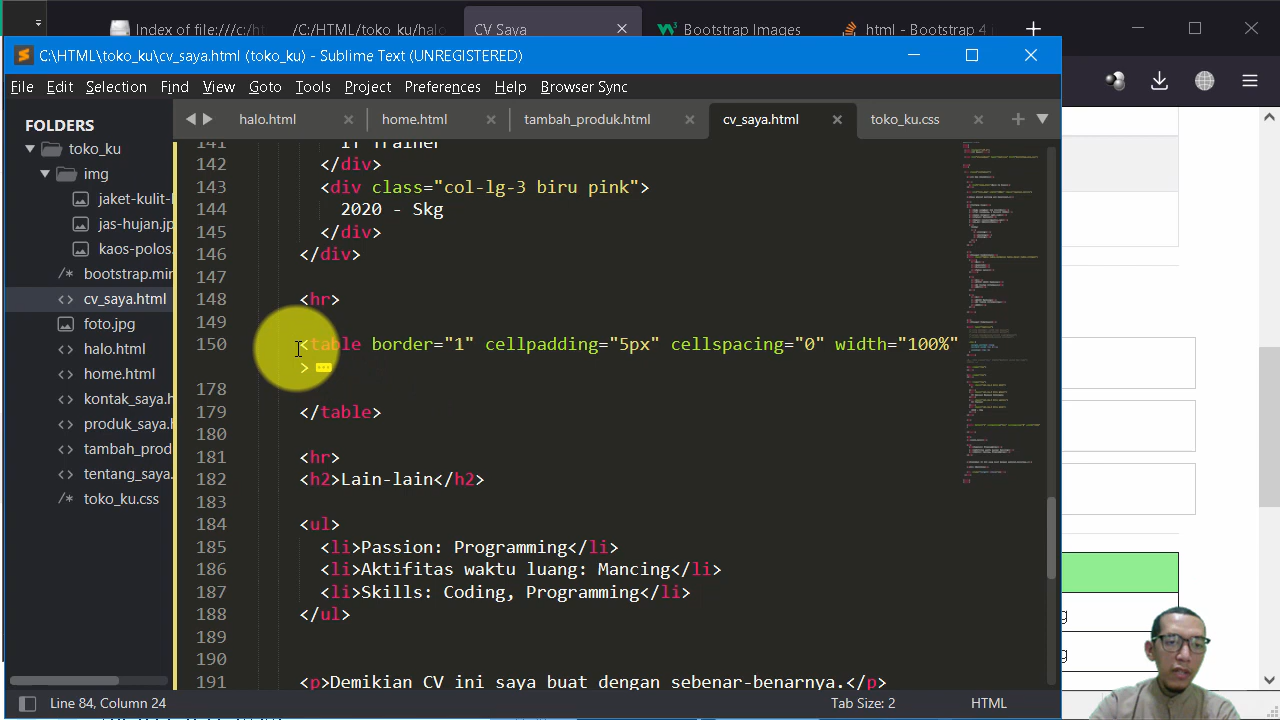 Index of file:///c:/h
/C:/HTML/toko_ku/halo
CV Saya
Bootstrap Images
html - Bootstrap 4
C:\HTML\toko_ku\cv_saya.html (toko_ku) - Sublime Text (UNREGISTERED)
File Edit Selection Find View Goto Tools Project Preferences Help Browser Sync
FOLDERS
toko_ku
img
jaket-kulit-
jas-hujan.jp
kaos-polos.
bootstrap.min
cv_saya.html
foto.jpg
home.html
kontak_saya.h
produk_saya.h
tambah_prod
toko_ku.css
halo.html
home.html
tambah_produk.html
cv_saya.html
toko_ku.css
141 IT Trainer
142 </div>
143 <div class="col-lg-3 biru pink">
144 2020 - Skg
145 </div>
146 </div>
147
148 <hr>
149
150 <table border="1" cellpadding="5px" cellspacing="0" width="100%"
>
178
179 </table>
180
181 <hr>
182 <h2>Lain-lain</h2>
183
184 <ul>
185 <li>Passion: Programming</li>
186 <li>Aktifitas waktu luang: Mancing</li>
187 <li>Skills: Coding, Programming</li>
188 </ul>
189
190
191 <p>Demikian CV ini saya buat dengan sebenar-benarnya.</p>
Line 84, Column 24
Tab Size: 2
HTML